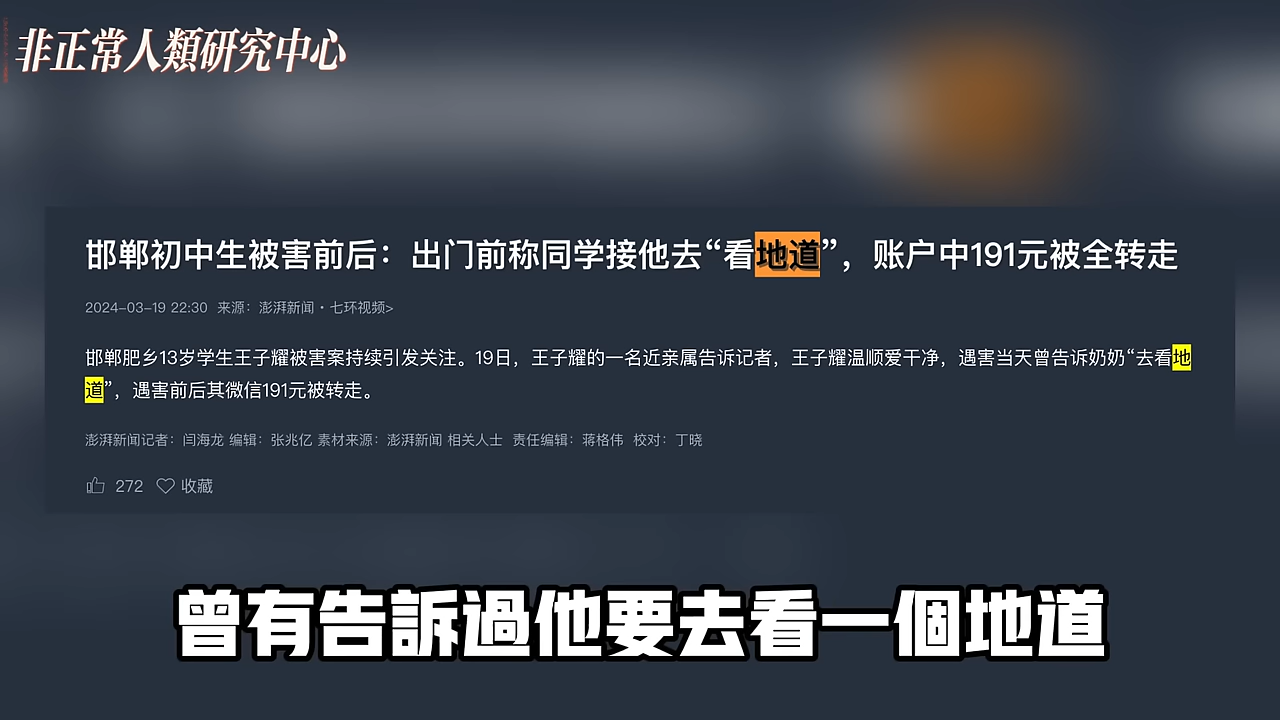 非正常人類研究中心
邯郸初中生被害前后：出门前称同学接他去“看地道”，账户中191元被全转走
2024-03-19 22:30 来源：澎湃新闻·七环视频>
邯郸肥乡13岁学生王子耀被害案持续引发关注。19日，王子耀的一名近亲属告诉记者，王子耀温顺爱干净，遇害当天曾告诉奶奶“去看地
道”，遇害前后其微信191元被转走。
澎湃新闻记者：闫海龙 编辑：张兆亿 素材来源：澎湃新闻 相关人士 责任编辑：蒋格伟 校对：丁晓
272 收藏
曾有告訴過他要去看一個地道